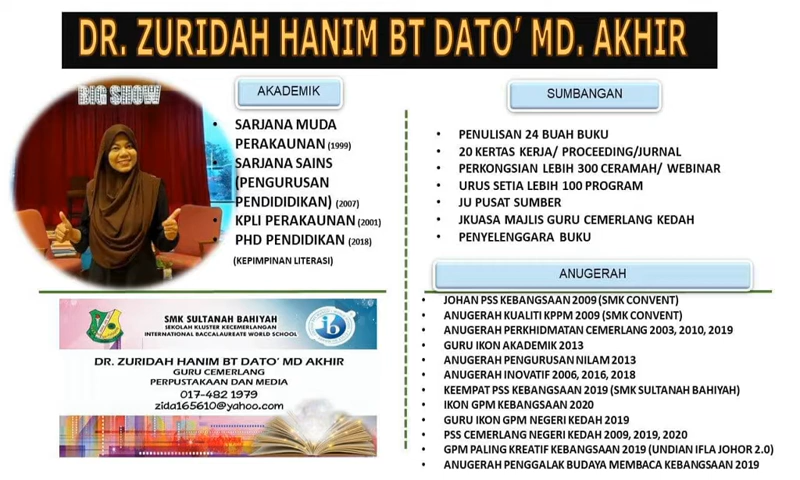 DR. ZURIDAH HANIM BT DATO' MD. AKHIR
BIG SHOW
AKADEMIK
SARJANA MUDA
PERAKAUNAN (1999)
SARJANA SAINS
(PENGURUSAN
PENDIDIDIKAN) (2007)
KPLI PERAKAUNAN (2001)
PHD PENDIDIKAN (2018)
(KEPIMPINAN LITERASI)
SMK SULTANAH BAHIYAH
SEKOLAH KLUSTER KECEMERLANGAN
INTERNATIONAL BACCALAUREATE WORLD SCHOOL
ib
DR. ZURIDAH HANIM BT DATO' MD AKHIR
GURU CEMERLANG
PERPUSTAKAAN DAN MEDIA
017-482 1979
zida165610@yahoo.com
SUMBANGAN
PENULISAN 24 BUAH BUKU
20 KERTAS KERJA/ PROCEEDING/JURNAL
PERKONGSIAN LEBIH 300 CERAMAH/ WEBINAR
URUS SETIA LEBIH 100 PROGRAM
JU PUSAT SUMBER
JKUASA MAJLIS GURU CEMERLANG KEDAH
PENYELENGGARA BUKU
ANUGERAH
JOHAN PSS KEBANGSAAN 2009 (SMK CONVENT)
ANUGERAH KUALITI KPPM 2009 (SMK CONVENT)
ANUGERAH PERKHIDMATAN CEMERLANG 2003, 2010, 2019
GURU IKON AKADEMIK 2013
ANUGERAH PENGURUSAN NILAM 2013
ANUGERAH INOVATIF 2006, 2016, 2018
KEEMPAT PSS KEBANGSAAN 2019 (SMK SULTANAH BAHIYAH)
IKON GPM KEBANGSAAN 2020
GURU IKON GPM NEGERI KEDAH 2019
PSS CEMERLANG NEGERI KEDAH 2009, 2019, 2020
GPM PALING KREATIF KEBANGSAAN 2019 (UNDIAN IFLA JOHOR 2.0)
ANUGERAH PENGGALAK BUDAYA MEMBACA KEBANGSAAN 2019